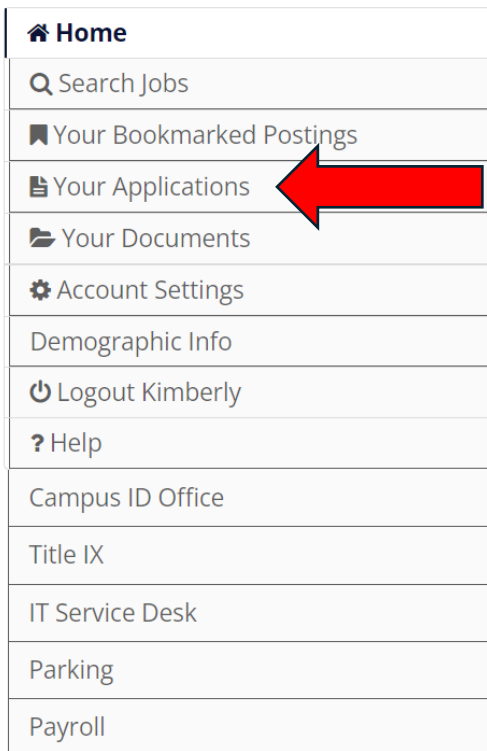 Home
Search Jobs
Your Bookmarked Postings
Your Applications
Your Documents
Account Settings
Demographic Info
Logout Kimberly
? Help
Campus ID Office
Title IX
IT Service Desk
Parking
Payroll